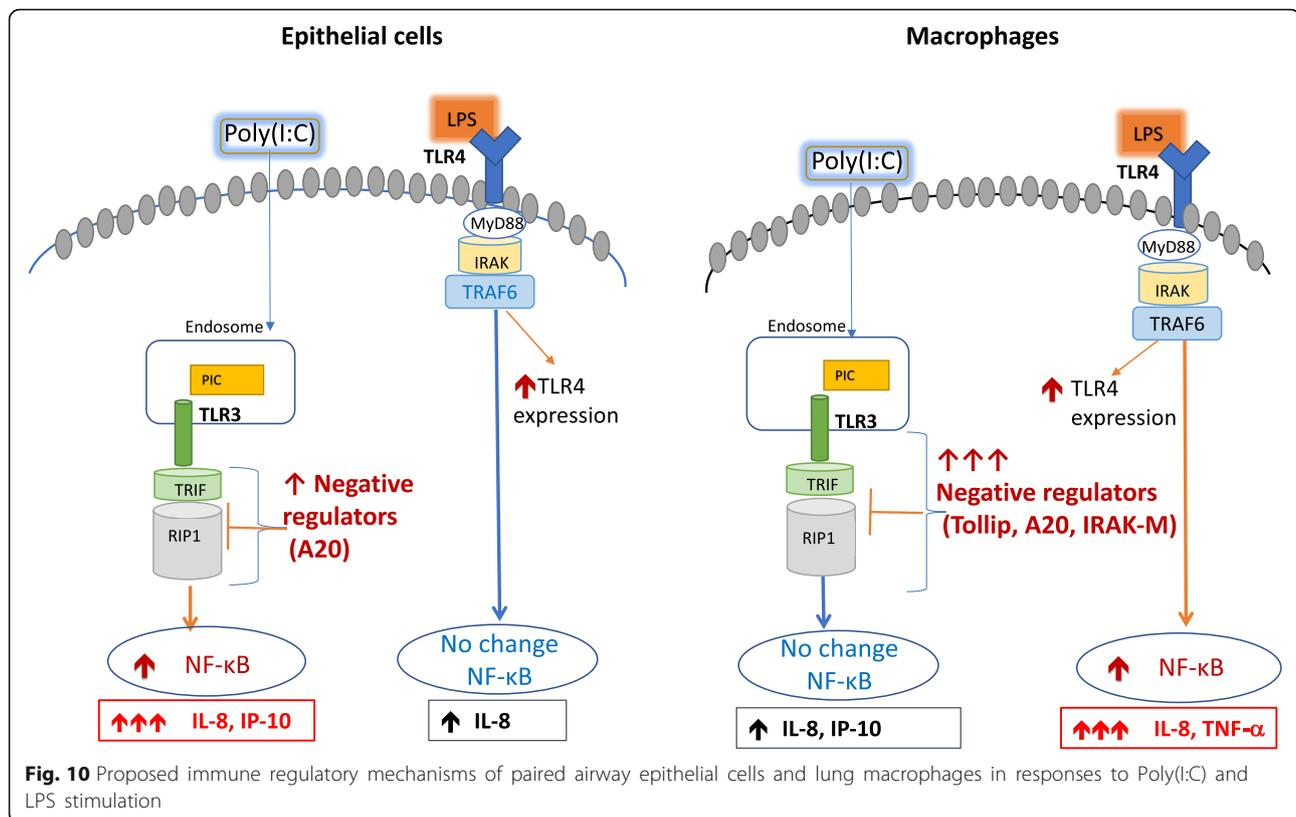 Epithelial cells
Poly(I:C)
LPS
TLR4
MyD88
IRAK
TRAF6
Endosome
PIC
TLR3
TRIF
RIP1
↑ Negative
regulators
(A20)
↑TLR4
expression
↑ NF-κB
↑↑↑ IL-8, IP-10
No change
NF-κB
↑ IL-8
Macrophages
Poly(I:C)
LPS
TLR4
MyD88
IRAK
TRAF6
Endosome
PIC
TLR3
TRIF
RIP1
↑↑↑
Negative regulators
(Tollip, A20, IRAK-M)
↑ TLR4
expression
No change
NF-κB
↑ IL-8, IP-10
↑ NF-κB
↑↑↑ IL-8, TNF-α
Fig. 10 Proposed immune regulatory mechanisms of paired airway epithelial cells and lung macrophages in responses to Poly(I:C) and
LPS stimulation